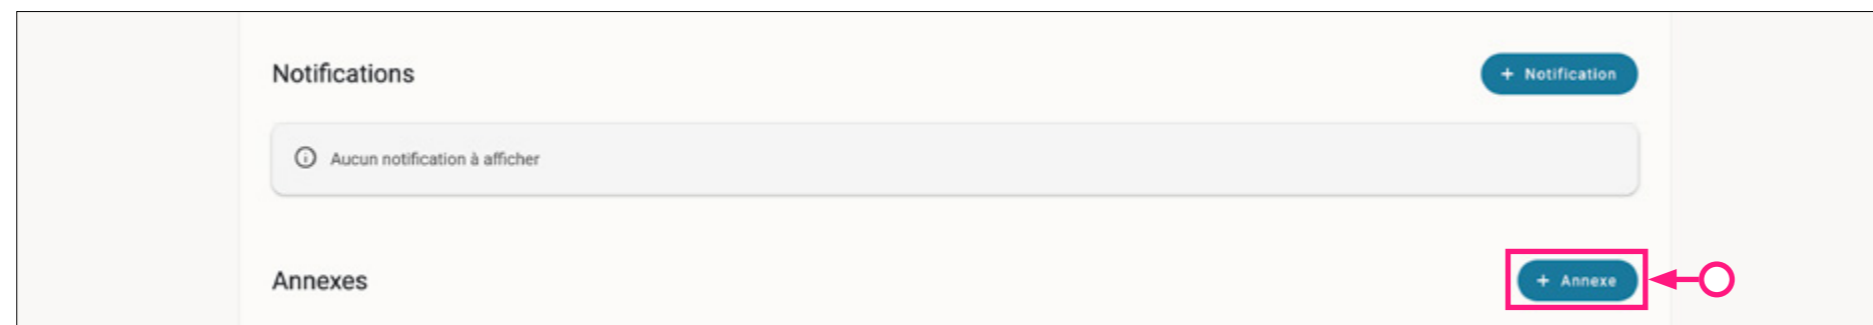 Notifications
+ Notification
Aucun notification à afficher
Annexes
+ Annexe